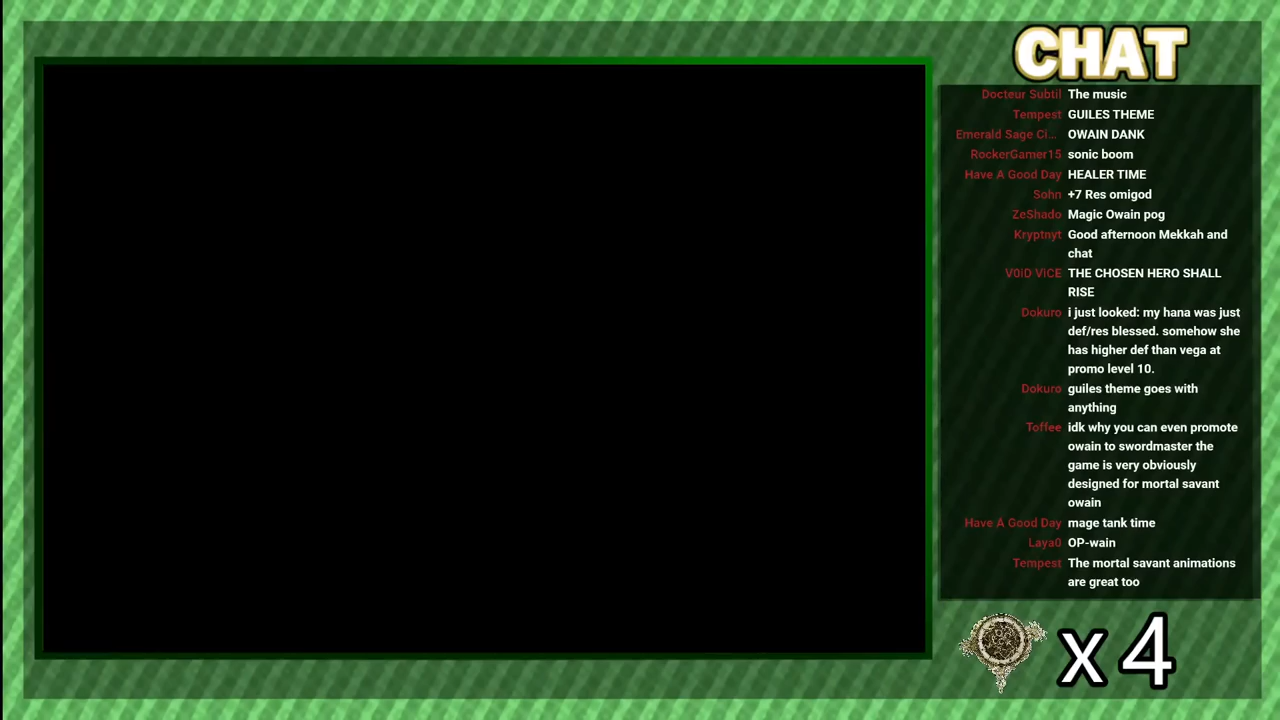 CHAT
Docteur Subtil The music
Tempest GUILES THEME
Emerald Sage Ci... OWAIN DANK
RockerGamer15 sonic boom
Have A Good Day HEALER TIME
Sohn +7 Res omigod
ZeShado Magic Owain pog
Kryptnyt Good afternoon Mekkah and
chat
V0iD ViCE THE CHOSEN HERO SHALL
RISE
Dokuro i just looked: my hana was just
def/res blessed. somehow she
has higher def than vega at
promo level 10.
Dokuro guiles theme goes with
anything
Toffee idk why you can even promote
owain to swordmaster the
game is very obviously
designed for mortal savant
owain
Have A Good Day mage tank time
Laya0 OP-wain
Tempest The mortal savant animations
are great too
x4